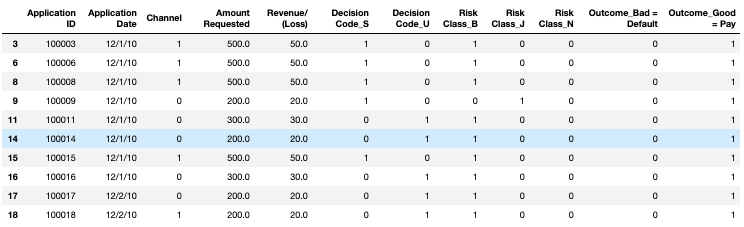 Application ID Application Date Channel Amount Requested Revenue/ (Loss) Decision Code_S Decision Code_U Risk Class_B Risk Class_J Risk Class_N Outcome_Bad = Default Outcome_Good = Pay
3 100003 12/1/10 1 500.0 50.0 1 0 1 0 0 0 1
6 100006 12/1/10 1 500.0 50.0 1 0 1 0 0 0 1
8 100008 12/1/10 1 500.0 50.0 1 0 1 0 0 0 1
9 100009 12/1/10 0 200.0 20.0 1 0 0 1 0 0 1
11 100011 12/1/10 0 300.0 30.0 0 1 1 0 0 0 1
14 100014 12/1/10 0 200.0 20.0 0 1 1 0 0 0 1
15 100015 12/1/10 1 500.0 50.0 1 0 1 0 0 0 1
16 100016 12/1/10 0 300.0 30.0 0 1 1 0 0 0 1
17 100017 12/2/10 0 200.0 20.0 0 1 1 0 0 0 1
18 100018 12/2/10 1 200.0 20.0 0 1 1 0 0 0 1